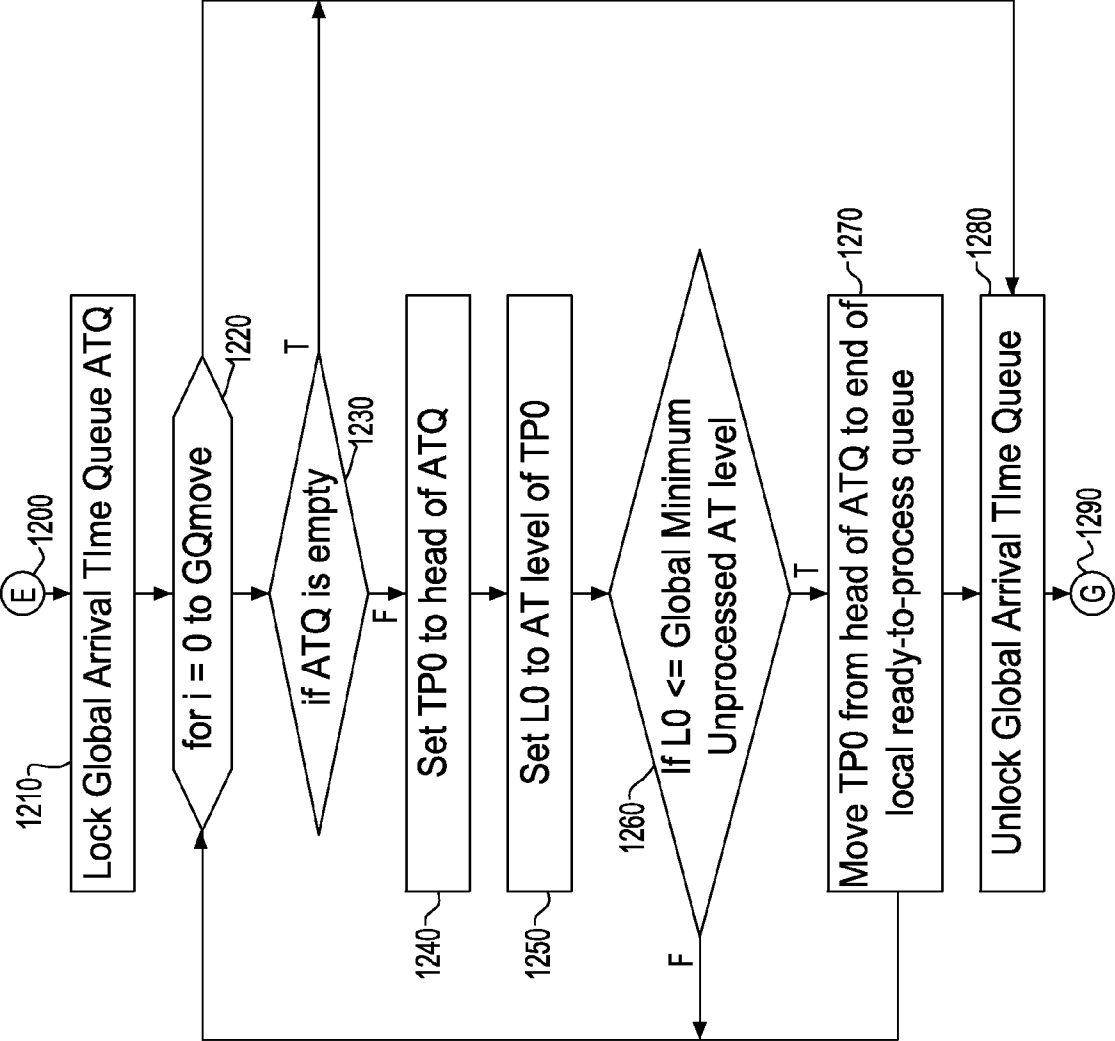 E
1200
1210
Lock Global Arrival TIme Queue ATQ
for i = 0 to GQmove
1220
if ATQ is empty
1230
T
F
Set TP0 to head of ATQ
1240
Set L0 to AT level of TP0
1250
If L0 <= Global Minimum
Unprocessed AT level
1260
F
T
Move TP0 from head of ATQ to end of
local ready-to-process queue
1270
Unlock Global Arrival TIme Queue
1280
G
1290